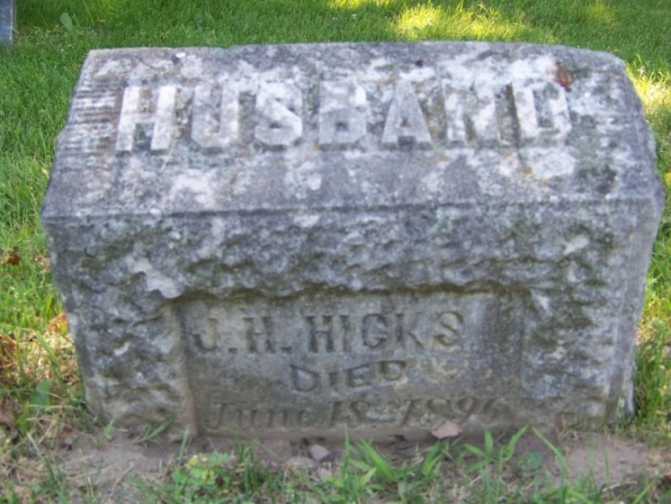 HUSBAND
J.H. HICKS
DIED
June 18, 1896